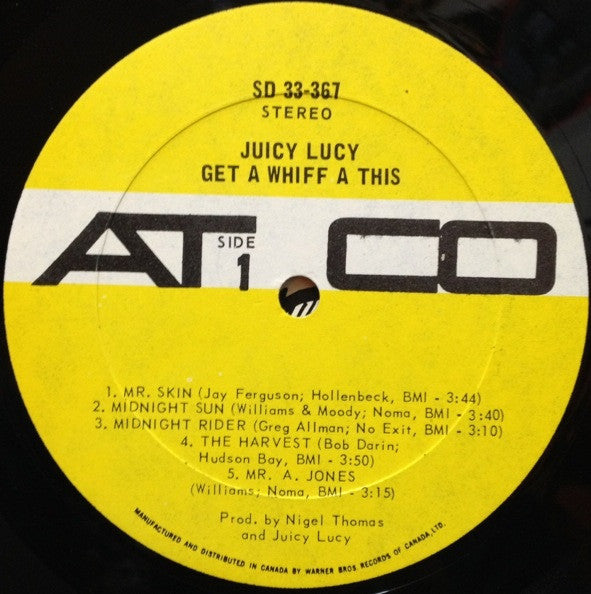 SD 33-367
STEREO
JUICY LUCY
GET A WHIFF A THIS
AT CO
SIDE
1
1. MR. SKIN (Jay Ferguson; Hollenbeck, BMI - 3:44)
2. MIDNIGHT SUN (Williams & Moody; Noma, BMI - 3:40)
3. MIDNIGHT RIDER (Greg Allman; No Exit, BMI - 3:10)
4. THE HARVEST (Bob Darin;
Hudson Bay, BMI - 3:50)
5. MR. A. JONES
(Williams; Noma, BMI - 3:15)
Prod. by Nigel Thomas
and Juicy Lucy
MANUFACTURED AND DISTRIBUTED IN CANADA BY WARNER BROS. RECORDS OF CANADA, LTD.